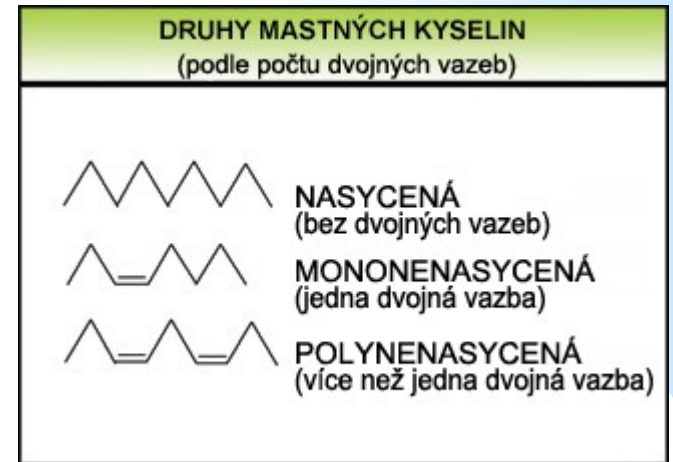 DRUHY MASTNÝCH KYSELIN
(podle počtu dvojných vazeb)
NASYCENÁ
(bez dvojných vazeb)
MONONENASYCENÁ
(jedna dvojná vazba)
POLYNENASYCENÁ
(více než jedna dvojná vazba)